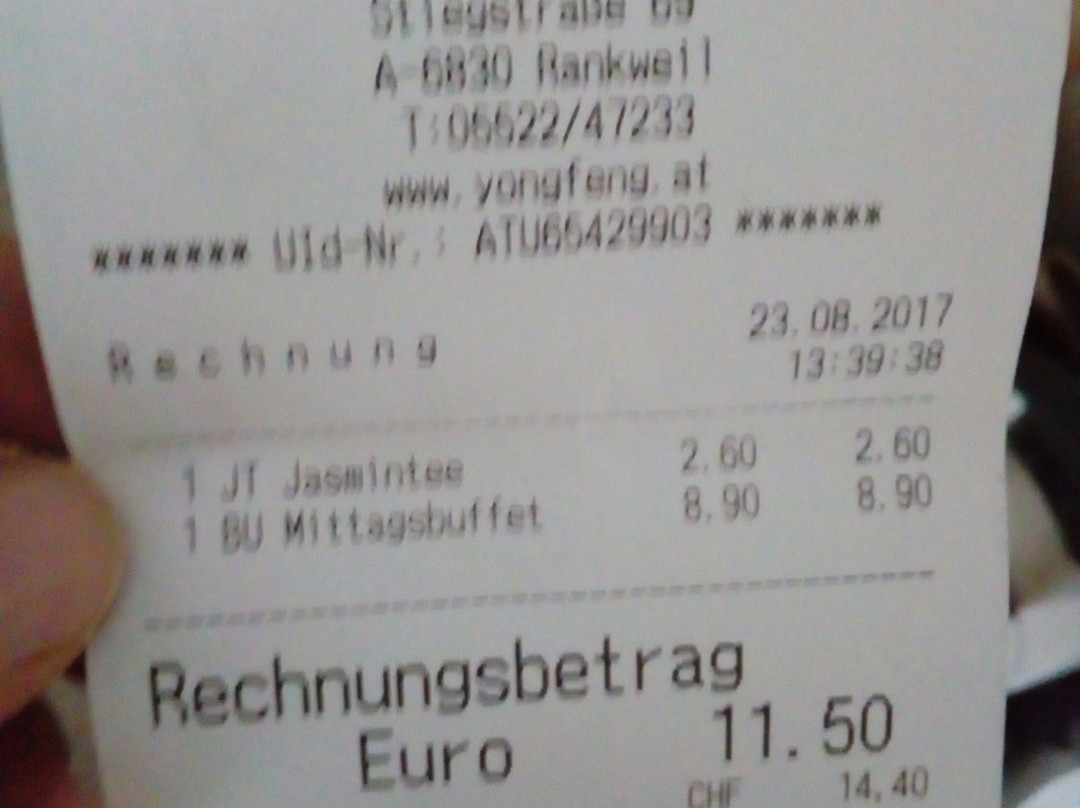 Stiegstraße 69
A-6830 Rankweil
T:05522/47233
www.yongfeng.at
******* UId-Nr.: ATU65429903 *******
Rechnung 23.08.2017
13:39:38
1 JT Jasmintee 2.60 2.60
1 BU Mittagsbuffet 8.90 8.90
Rechnungsbetrag
Euro 11.50
CHF 14.40